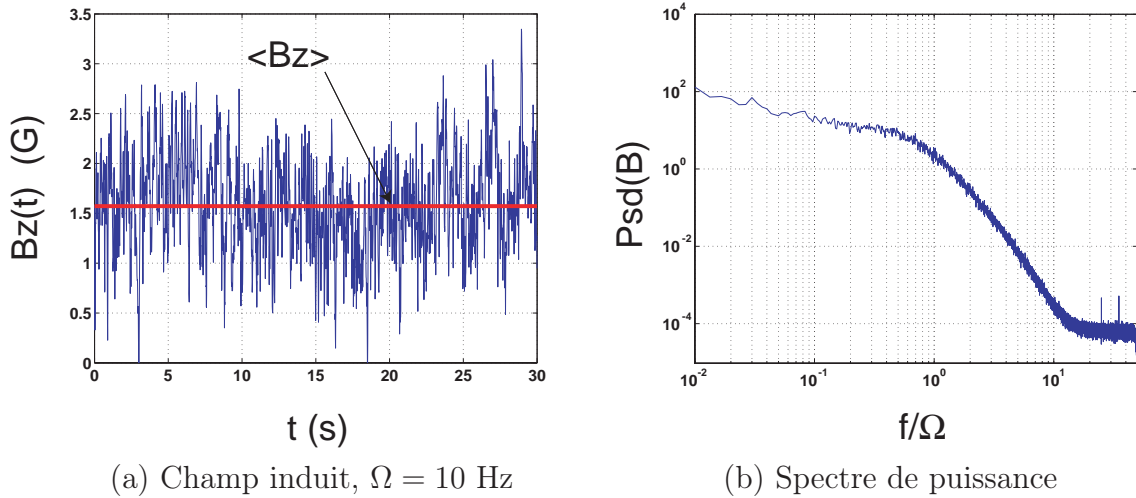 3.5
3
2.5
2
1.5
1
0.5
0
<Bz>
Bz(t) (G)
0 5 10 15 20 25 30
t (s)
(a) Champ induit, Ω = 10 Hz
10^4
10^2
10^0
10^-2
10^-4
Psd(B)
10^-2 10^-1 10^0 10^1
f/Ω
(b) Spectre de puissance